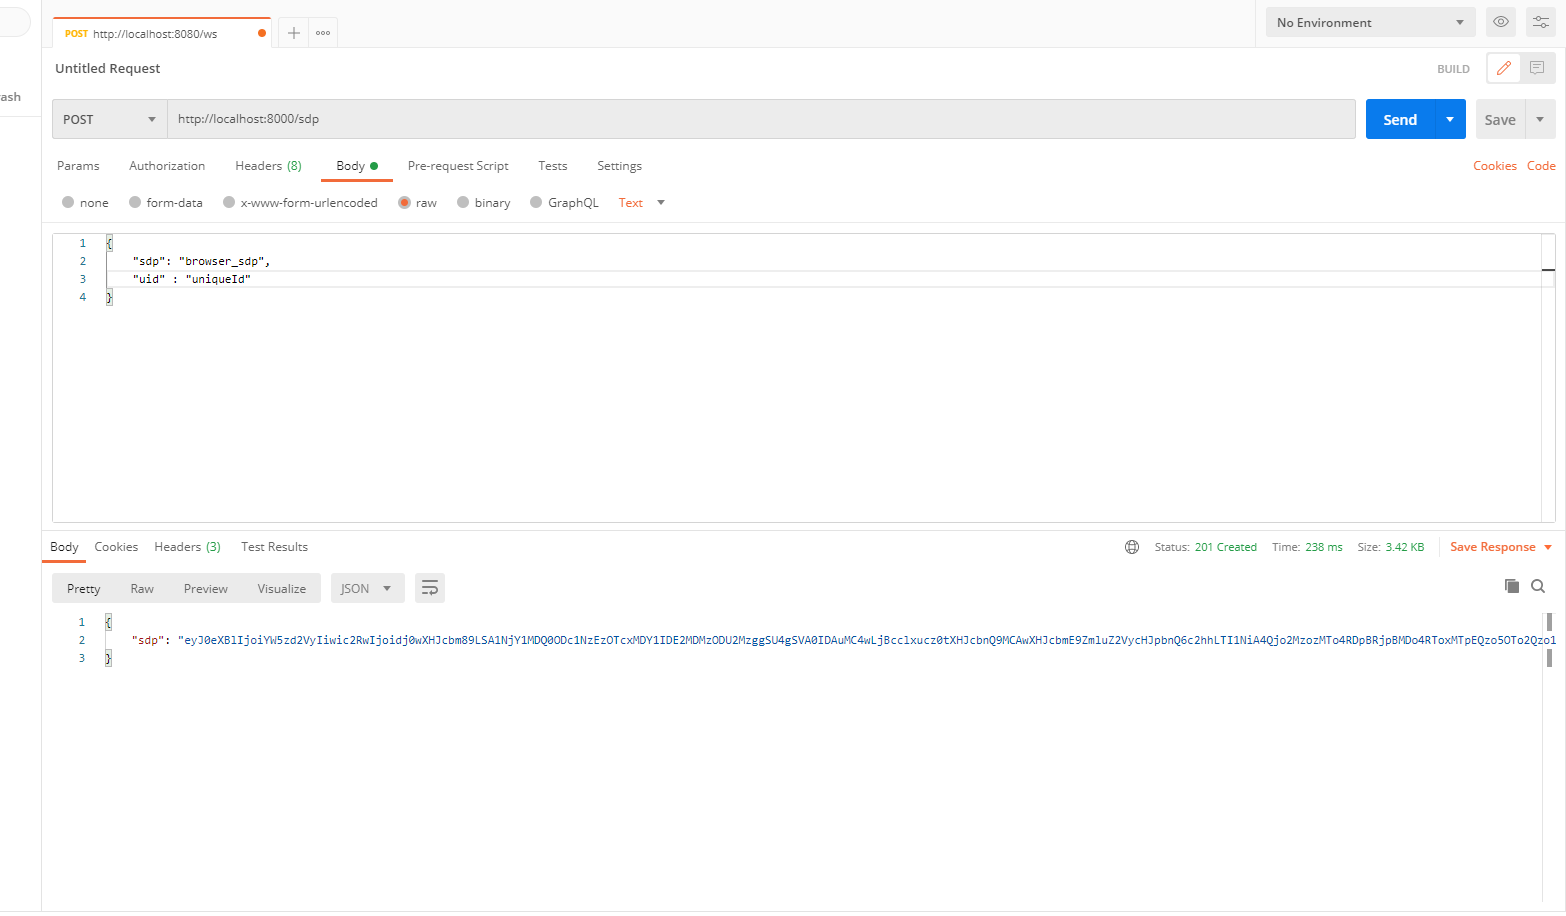 POST http://localhost:8080/ws
No Environment
Untitled Request
BUILD
ash
POST http://localhost:8000/sdp Send Save
Params Authorization Headers (8) Body Pre-request Script Tests Settings Cookies Code
none form-data x-www-form-urlencoded raw binary GraphQL Text
1 {
2 "sdp": "browser_sdp",
3 "uid" : "uniqueId"
4 }
Body Cookies Headers (3) Test Results Status: 201 Created Time: 238 ms Size: 3.42 KB Save Response
Pretty Raw Preview Visualize JSON
1 {
2 "sdp":
3 }